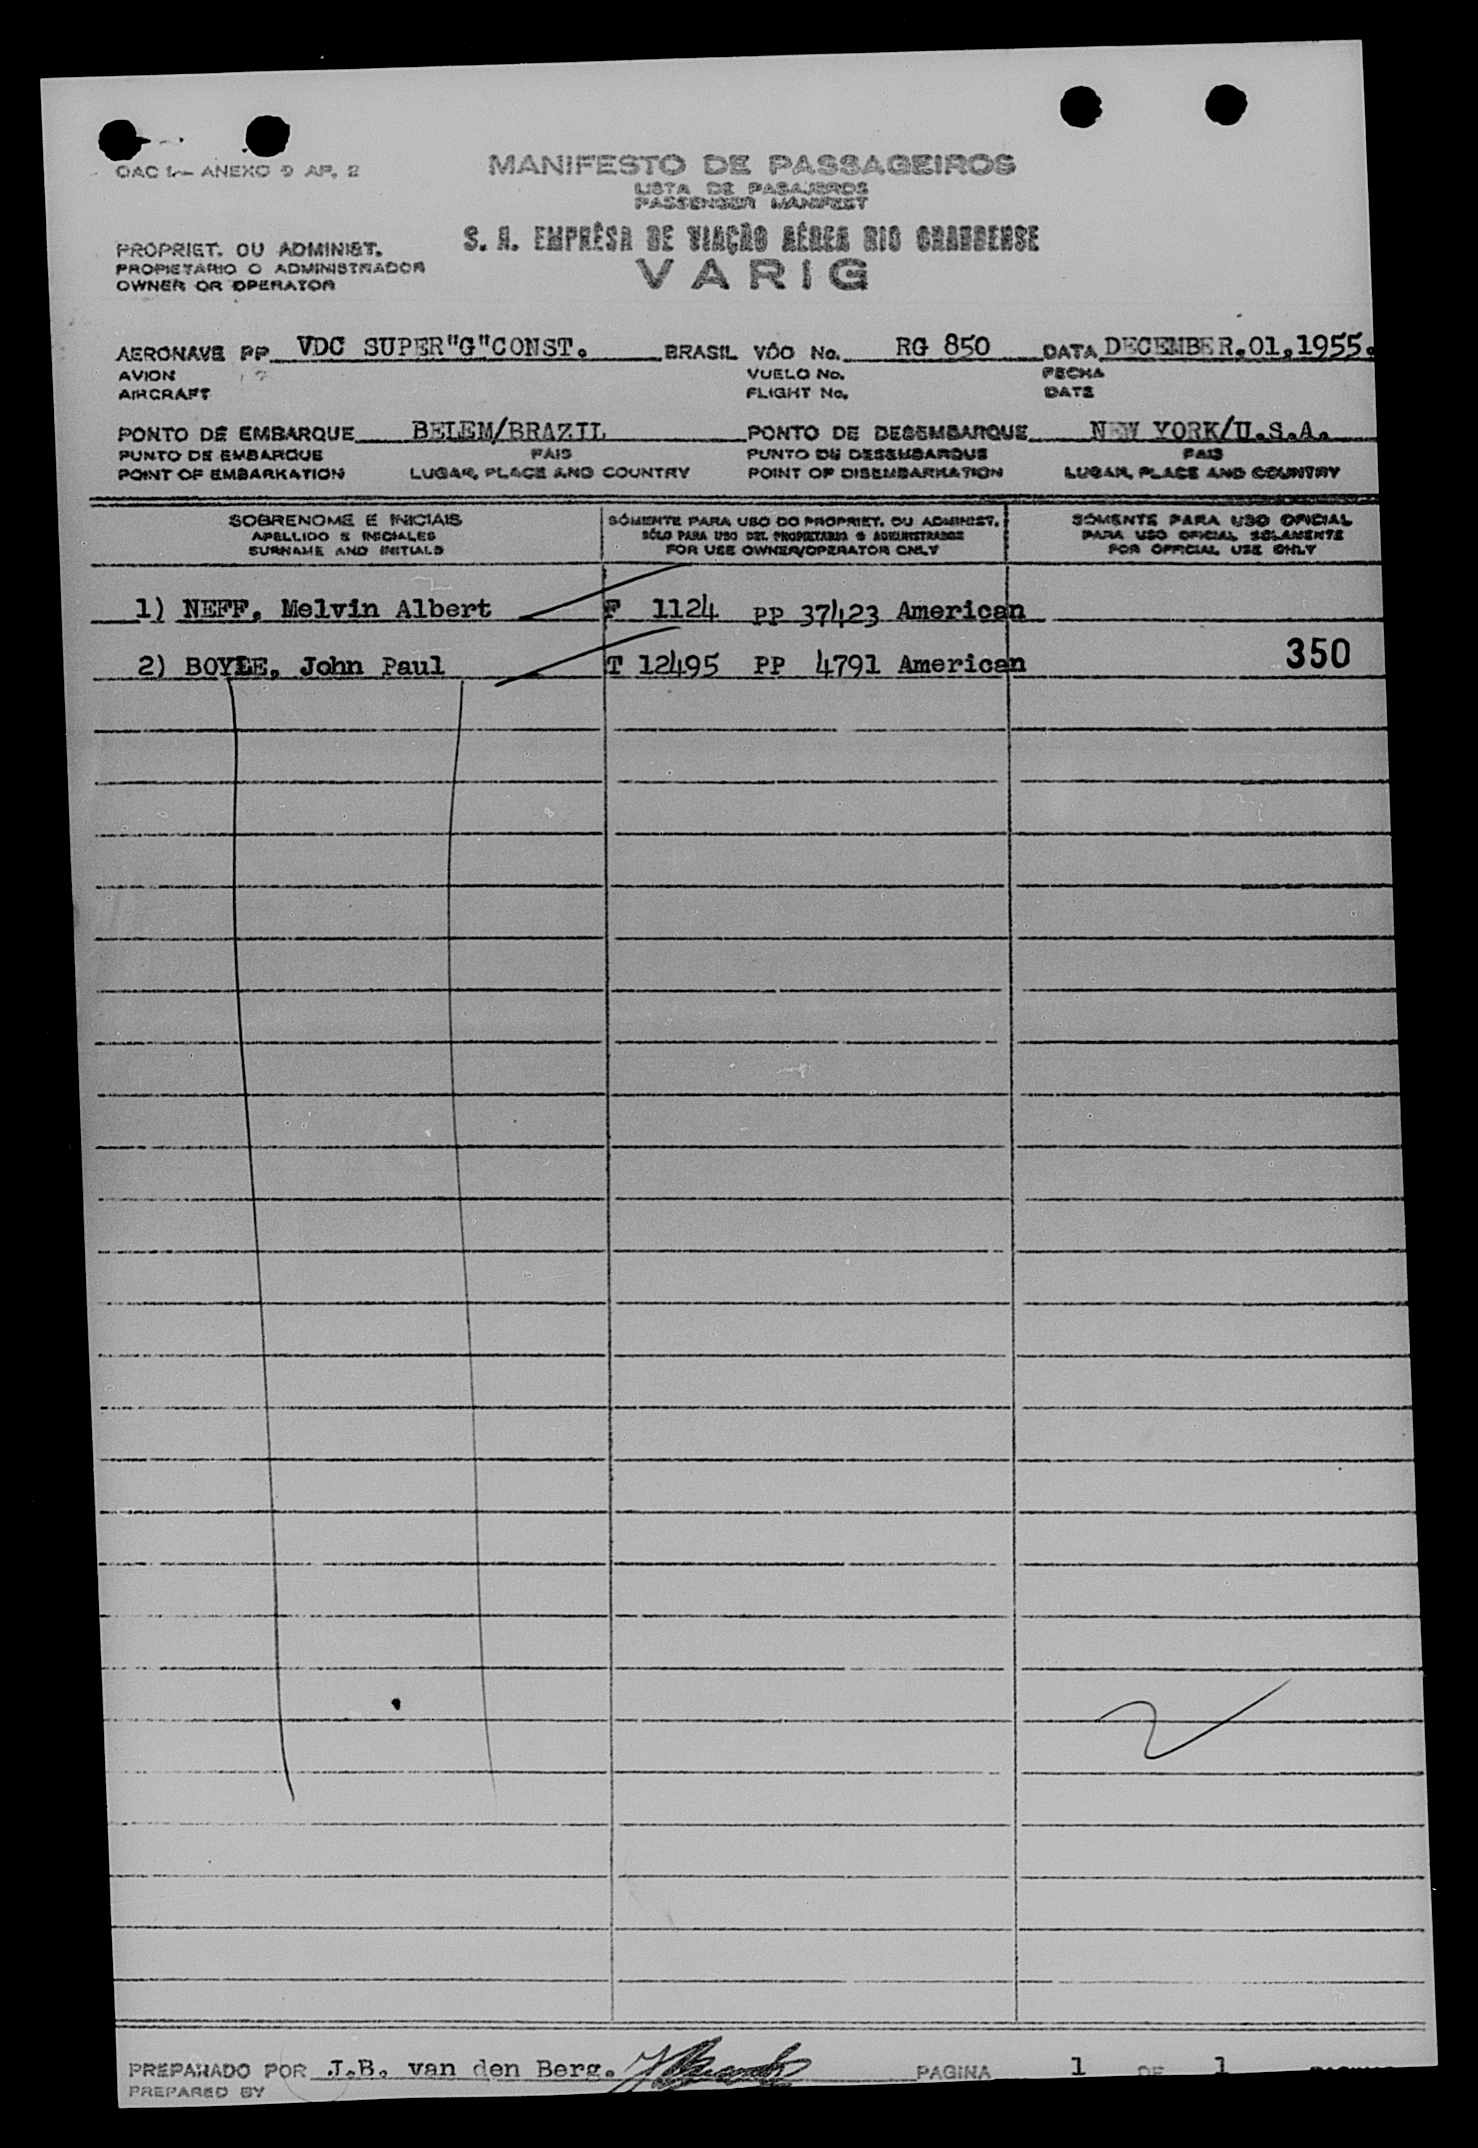 OAC 1 — ANEXO 9 AP. 2
MANIFESTO DE PASSAGEIROS
LISTA DE PASAJEROS
PASSENGER MANIFEST
S. A. EMPRÊSA DE VIAÇÃO AÉREA RIO GRANDENSE
VARIG
PROPRIET. OU ADMINIST.
PROPIETARIO O ADMINISTRADOR
OWNER OR OPERATOR
AERONAVE PP VDC SUPER"G"CONST. BRASIL VÔO No. RG 850 DATA DECEMBER.01,1955.
AVION VUELO No. FECHA
AIRCRAFT FLIGHT No. DATE
PONTO DE EMBARQUE BELEM/BRAZIL PONTO DE DESEMBARQUE NEW YORK/U.S.A.
PUNTO DE EMBARQUE PAIS PUNTO DE DESEMBARQUE PAIS
POINT OF EMBARKATION LUGAR, PLACE AND COUNTRY POINT OF DISEMBARKATION LUGAR, PLACE AND COUNTRY
SOBRENOME E INICIAIS SÓMENTE PARA USO DO PROPRIET. OU ADMINIST. SÓMENTE PARA USO OFICIAL
APELLIDO E INICIALES SÓLO PARA USO DEL PROPIETARIO O ADMINISTRADOR PARA USO OFICIAL SOLAMENTE
SURNAME AND INITIALS FOR USE OWNER/OPERATOR ONLY FOR OFFICIAL USE ONLY
1) NEFF, Melvin Albert F 1124 PP 37423 American
2) BOYLE, John Paul T 12495 PP 4791 American 350
PREPARADO POR J.B. van den Berg. PAGINA 1 DE 1
PREPARED BY